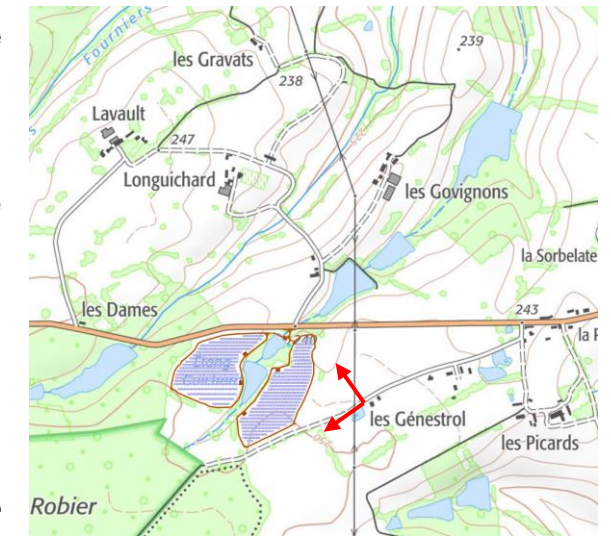 Fourniers
239
les Gravats
238
Lavault
247
Longuichard
les Govignons
la Sorbelate
les Dames
243
la P
Étang
les Génestrol
les Picards
Robier